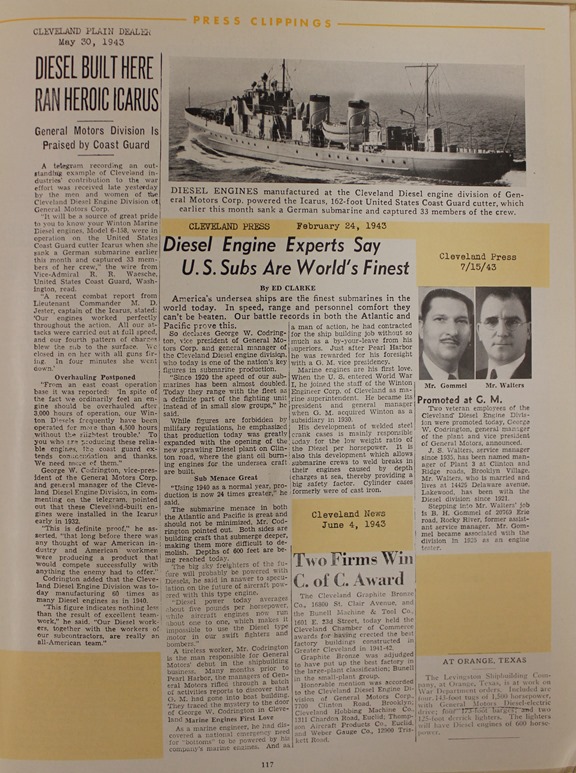 PRESS CLIPPINGS
CLEVELAND PLAIN DEALER
May 30, 1943
DIESEL BUILT HERE
RAN HEROIC ICARUS
General Motors Division Is
Praised by Coast Guard
A telegram recording an out-
standing example of Cleveland in-
dustries' contribution to the war
effort was received late yesterday
by the men and women of the
Cleveland Diesel Engine Division of
General Motors Corp.
"It will be a source of great pride
to you to know your Winton Marine
Diesel engines, Model 6-158, were in
operation on the United States
Coast Guard cutter Icarus when she
sank a German submarine earlier
this month and captured 33 mem-
bers of her crew," the wire from
Vice-Admiral R. R. Waesche,
United States Coast Guard, Wash-
ington, read.
"A recent combat report from
Lieutenant Commander M. D.
Jester, captain of the Icarus, stated:
'Our engines worked perfectly
throughout the action. All our at-
tacks were carried out at full speed,
and our fourth pattern of charges
blew the sub to the surface. We
closed in on her with all guns fir-
ing. In four minutes she went
down.'
Overhauling Postponed
"From an east coast operation
base it was reported: 'In spite of
the fact we ordinarily feel an en-
gine should be overhauled after
3,000 hours of operation, our Win-
ton Diesels frequently have been
operated for more than 4,500 hours
without the slightest trouble.' To
you who are producing these relia-
ble engines, the coast guard ex-
tends commendation and thanks.
We need more of them."
George W. Codrington, vice-pres-
ident of the General Motors Corp.
and general manager of the Cleve-
land Diesel Engine Division, in com-
menting on the telegram, pointed
out that these Cleveland-built en-
gines were installed in the Icarus
early in 1932.
"This is definite proof," he as-
serted, "that long before there was
any thought of war American in-
dustry and American workmen
were producing a product that
would compete successfully with
anything the enemy had to offer."
Codrington added that the Cleve-
land Diesel Engine Division was to-
day manufacturing 60 times as
many Diesel engines as in 1940.
"This figure indicates nothing less
than the result of excellent team-
work," he said. "Our Diesel work-
ers, together with the workers of
our subcontractors, are really an
all-American team."
DIESEL ENGINES manufactured at the Cleveland Diesel engine division of Gen-
eral Motors Corp. powered the Icarus, 162-foot United States Coast Guard cutter, which
earlier this month sank a German submarine and captured 33 members of the crew.
CLEVELAND PRESS February 24, 1943
Diesel Engine Experts Say
U.S. Subs Are World's Finest
By ED CLARKE
America's undersea ships are the finest submarines in the
world today. In speed, range and personnel comfort they
can't be beaten. Our battle records in both the Atlantic and
Pacific prove this.
So declares George W. Codring-
ton, vice president of General Mo-
tors Corp. and general manager of
the Cleveland Diesel engine division,
who today is one of the nation's key
figures in submarine production.
"Since 1929 the speed of our sub-
marines has been almost doubled.
Today they range with the fleet as
a definite part of the fighting unit
instead of in small slow groups," he
said.
While figures are forbidden by
military regulations, he emphasized
that production today was greatly
expanded with the opening of the
new sprawling Diesel plant on Clin-
ton road, where the giant oil burn-
ing engines for the undersea craft
are built.
Sub Menace Great
"Using 1940 as a normal year, pro-
duction is now 24 times greater," he
said.
The submarine menace in both
the Atlantic and Pacific is great and
should not be minimized, Mr. Cod-
rington pointed out. Both sides are
building craft that submerge deeper,
making them more difficult to de-
molish. Depths of 600 feet are be-
ing reached today.
The big sky freighters of the fu-
ture will probably be powered with
Diesels, he said in answer to specu-
lation on the future of aircraft pow-
ered with this type engine.
"Diesel power today averages
about five pounds per horsepower,
while aircraft engines now run
about one to one, which makes it
impossible to use the Diesel type
motor in our swift fighters and
bombers."
A tireless worker, Mr. Codrington
is the man responsible for General
Motors' debut in the shipbuilding
business. Many months prior to
Pearl Harbor, the managers of Gen-
eral Motors rifled through a batch
of activities reports to discover that
G. M. had gone into boat building.
They traced the mystery to the door
of George W. Codrington in Cleve-
land
Marine Engines First Love
As a marine engineer, he had dis-
covered a national emergency need
for "bottoms" to be powered by his
company's marine engines. And as
a man of action, he had contracted
for the ship building job without so
much as a by-your-leave from his
superiors. Just after Pearl Harbor
he was rewarded for his foresight
with a G. M. vice presidency.
Marine engines are his first love.
When the U. S. entered World War
I, he joined the staff of the Winton
Engineer Corp. of Cleveland as ma-
rine superintendent. He became its
president and general manager
when G. M. acquired Winton as a
subsidiary in 1930.
Its development of welded steel
crank cases is mainly responsible
today for the low weight ratio of
the Diesel per horsepower. It is
also this development which allows
submarine crews to weld breaks in
their engines caused by depth
charges at sea, thereby providing a
big safety factor. Cylinder cases
formerly were of cast iron.
Cleveland News
June 4, 1943
Two Firms Win
C. of C. Award
The Cleveland Graphite Bronze
Co., 16800 St. Clair Avenue, and
the Bunell Machine & Tool Co.,
1601 E. 23d Street, today held the
Cleveland Chamber of Commerce
awards for having erected the best
factory buildings constructed in
Greater Cleveland in 1941-42.
Graphite Bronze was adjudged
to have put up the best factory in
the large-plant classification; Bunell
in the small-plant group.
Honorable mention was accorded
to the Cleveland Diesel Engine Di-
vision of General Motors Corp.,
7700 Clinton Road, Brooklyn;
Cleveland Hobbing Machine Co.,
1311 Chardon Road, Euclid; Thomp-
son Aircraft Products Co., Euclid,
and Weber Gauge Co., 12900 Tris-
kett Road.
Cleveland Press
7/15/43
Mr. Gommel Mr. Walters
Promoted at G. M.
Two veteran employees of the
Cleveland Diesel Engine Divis-
ion were promoted today, George
W. Codrington, general manager
of the plant and vice president
of General Motors, announced.
J. S. Walters, service manager
since 1935, has been named man-
ager of Plant 3 at Clinton and
Ridge roads, Brooklyn Village.
Mr. Walters, who is married and
lives at 14429 Delaware avenue,
Lakewood, has been with the
Diesel division since 1921.
Stepping into Mr. Walters' job
is B. H. Gommel of 20769 Erie
road, Rocky River, formerly assist-
ant service manager. Mr. Gom-
mel became associated with the
division in 1928 as an engine
tester.
AT ORANGE, TEXAS
The Levingston Shipbuilding Com-
pany, at Orange, Texas, is at work on
War Department orders. Included are
four 143-foot tugs of 1,500 horsepower,
with General Motors Diesel-electric
drive; four 173-foot barges; and two
125-foot derrick lighters. The lighters
will have Diesel engines of 600 horse-
power.
117